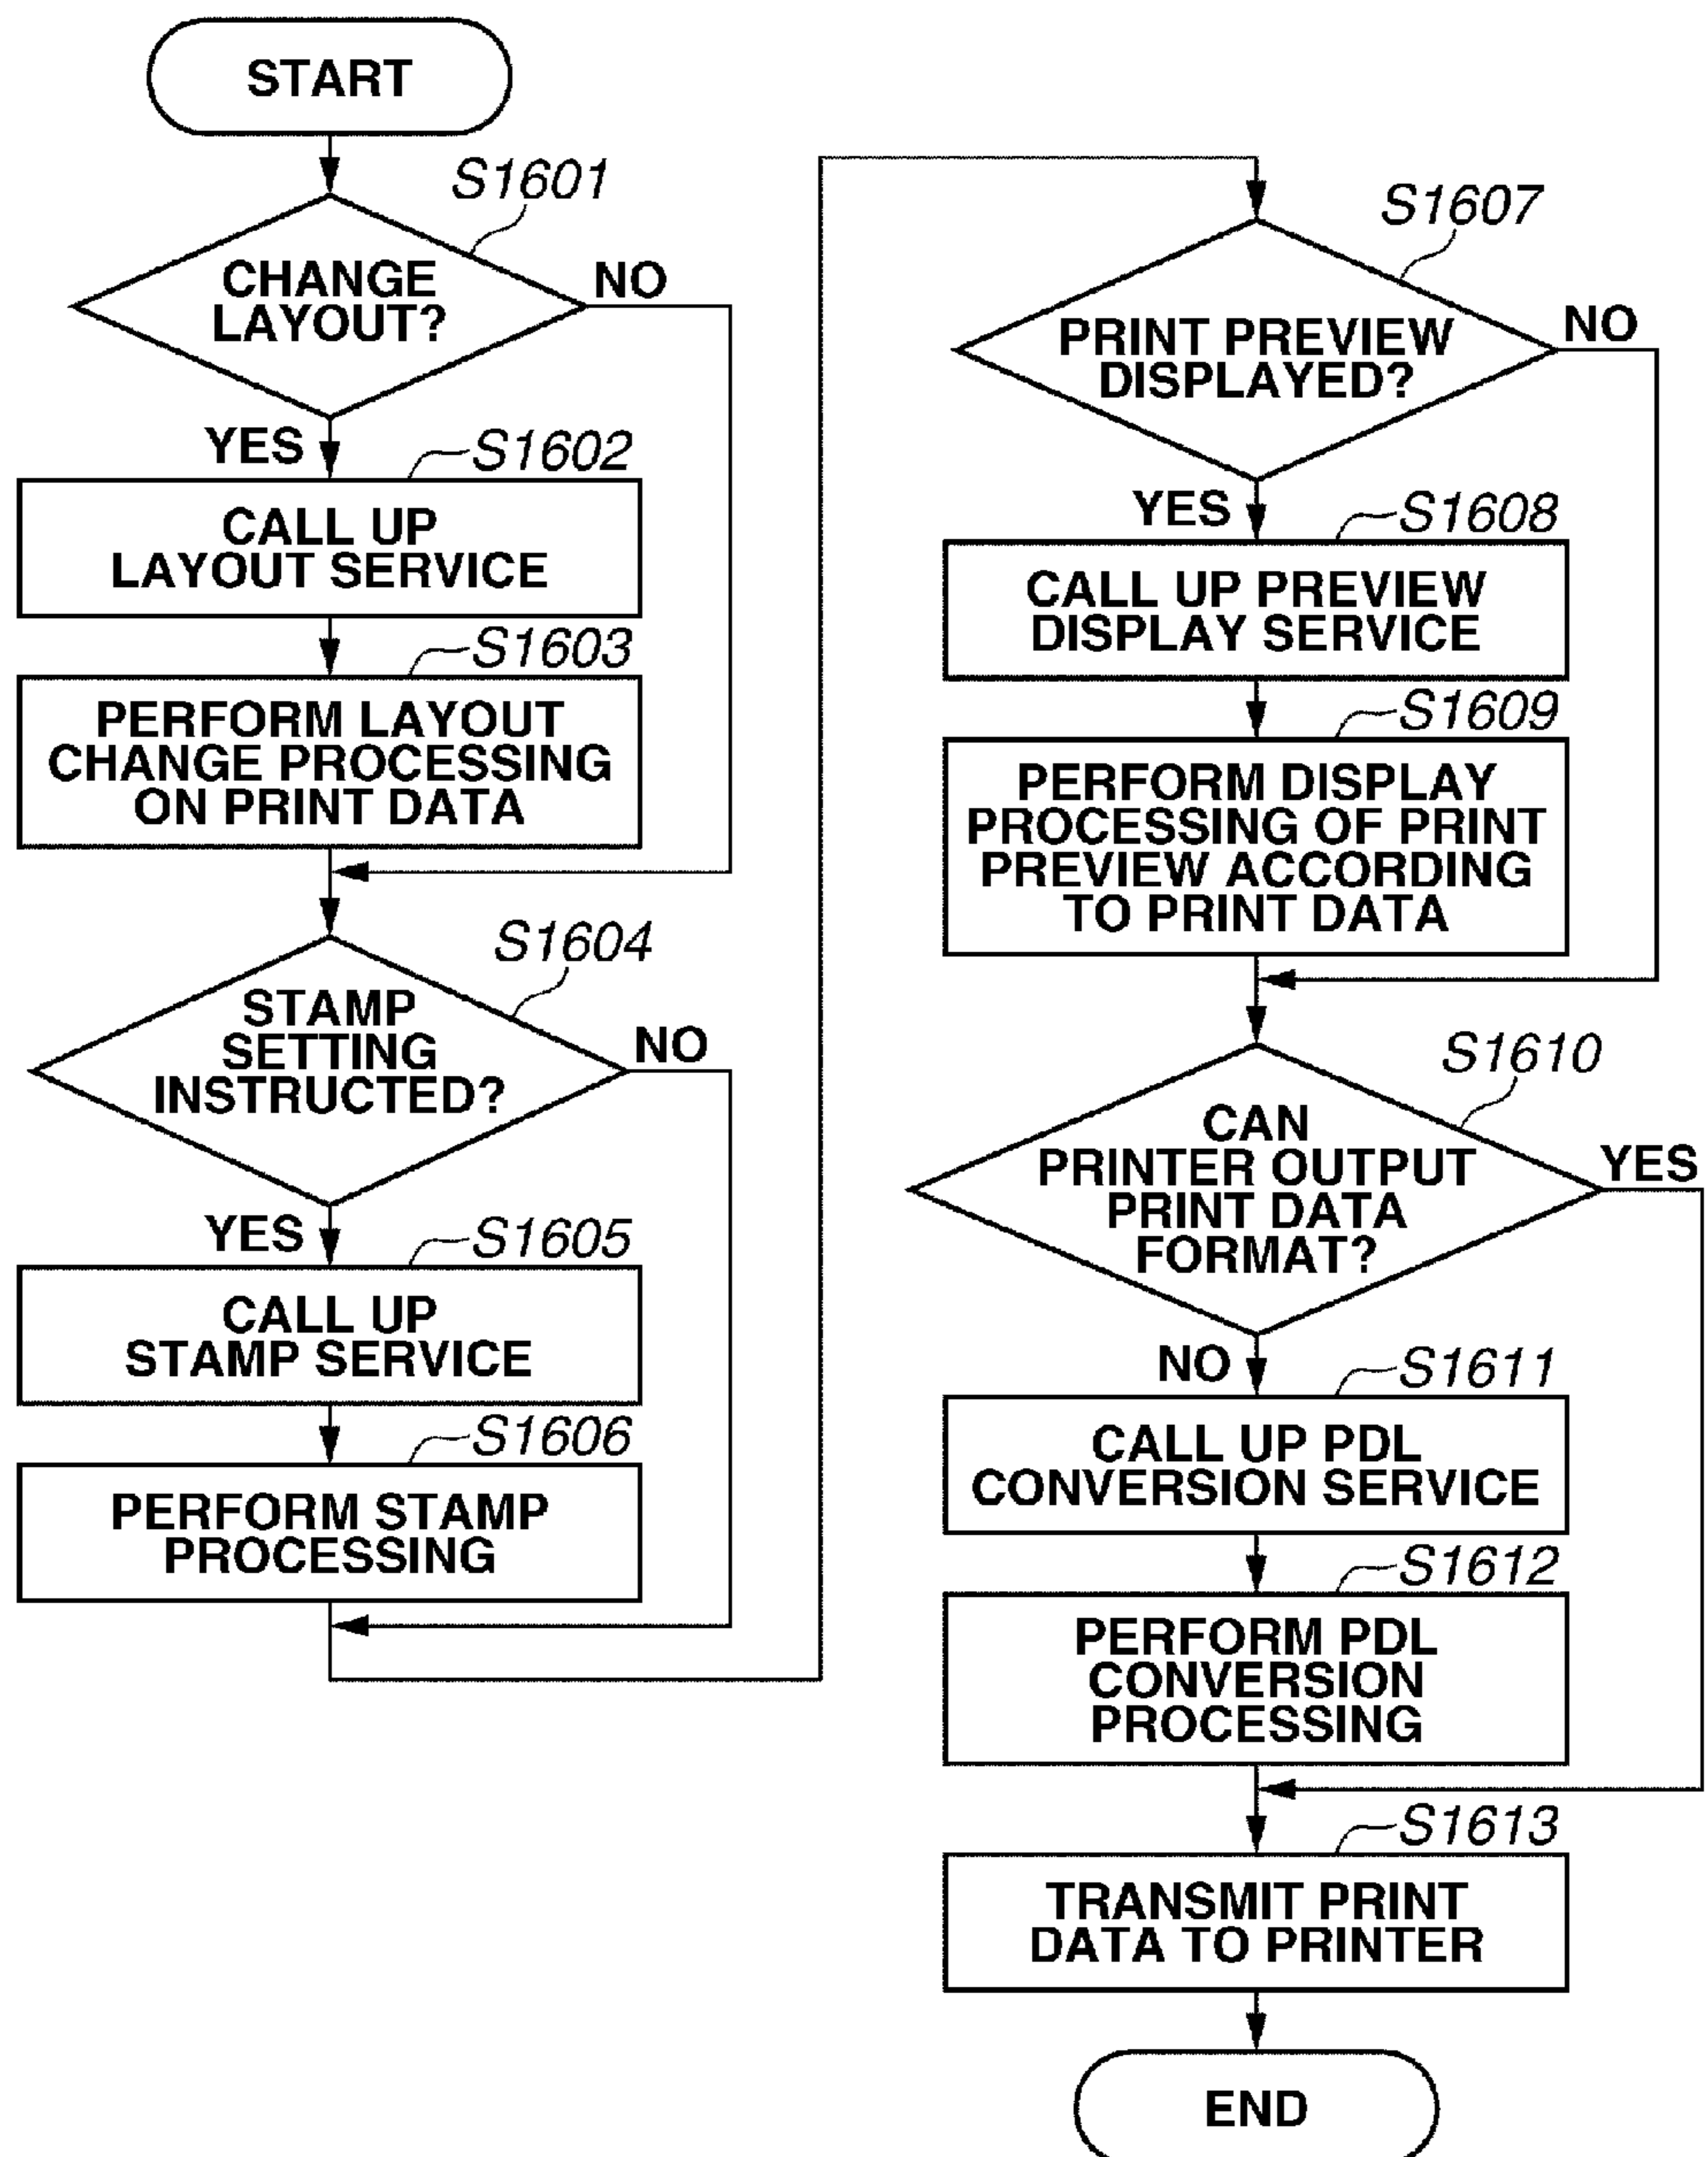 START
S1601
CHANGE
LAYOUT?
NO
YES
S1602
CALL UP
LAYOUT SERVICE
S1603
PERFORM LAYOUT
CHANGE PROCESSING
ON PRINT DATA
S1604
STAMP
SETTING
INSTRUCTED?
NO
YES
S1605
CALL UP
STAMP SERVICE
S1606
PERFORM STAMP
PROCESSING
S1607
PRINT PREVIEW
DISPLAYED?
NO
YES
S1608
CALL UP PREVIEW
DISPLAY SERVICE
S1609
PERFORM DISPLAY
PROCESSING OF PRINT
PREVIEW ACCORDING
TO PRINT DATA
S1610
CAN
PRINTER OUTPUT
PRINT DATA
FORMAT?
YES
NO
S1611
CALL UP PDL
CONVERSION SERVICE
S1612
PERFORM PDL
CONVERSION
PROCESSING
S1613
TRANSMIT PRINT
DATA TO PRINTER
END